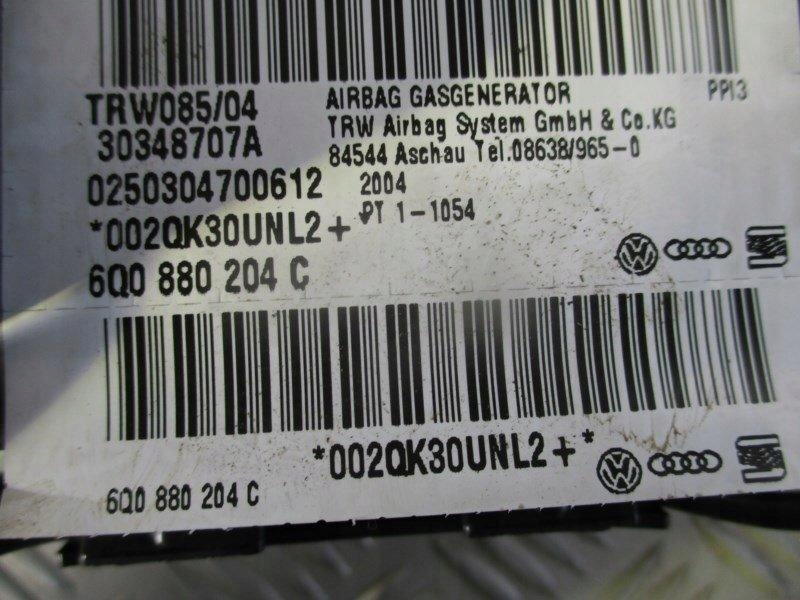 TRW085/04 AIRBAG GASGENERATOR PPI3
30348707A TRW Airbag System GmbH & Co.KG
84544 Aschau Tel.08638/965-0
0250304700612 2004
*002QK30UNL2+ PT 1-1054
6Q0 880 204 C
*002QK30UNL2+*
6Q0 880 204 C